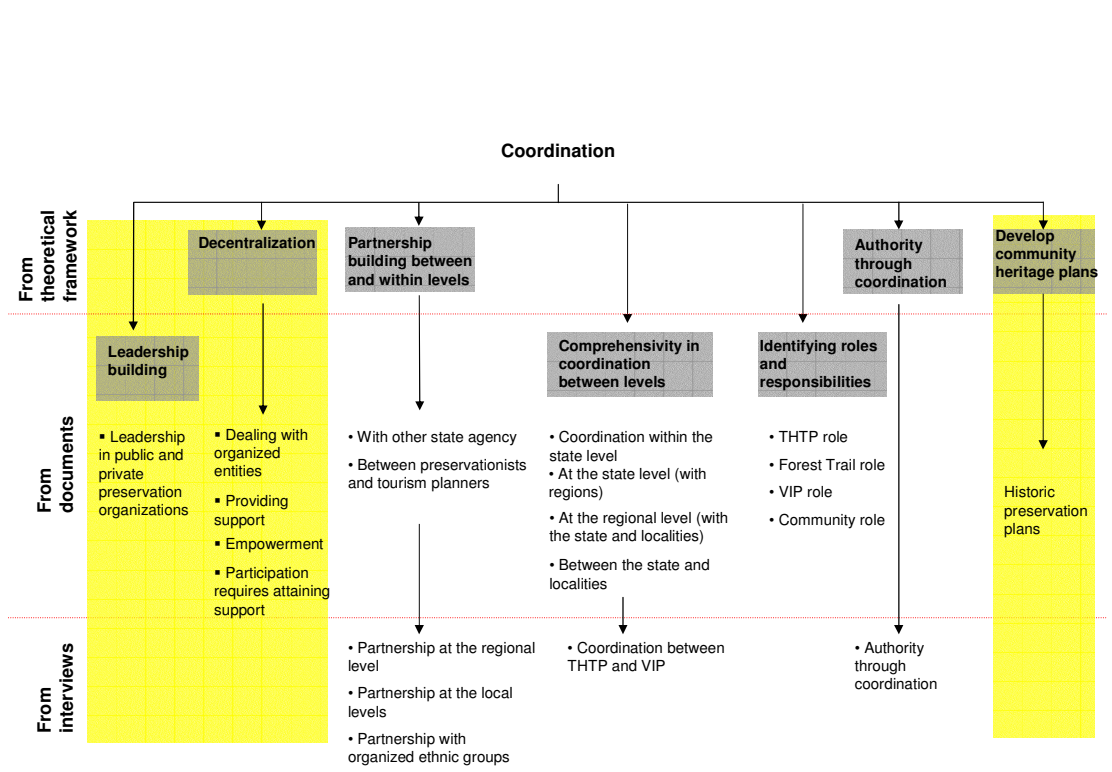 Coordination
From
theoretical
framework
Decentralization
Partnership
building between
and within levels
Authority
through
coordination
Develop
community
heritage plans
Leadership
building
Comprehensivity in
coordination
between levels
Identifying roles
and
responsibilities
From
documents
▪ Leadership
in public and
private
preservation
organizations
▪ Dealing with
organized
entities
▪ Providing
support
▪ Empowerment
▪ Participation
requires attaining
support
• With other state agency
• Between preservationists
and tourism planners
• Coordination within the
state level
• At the state level (with
regions)
• At the regional level (with
the state and localities)
• Between the state and
localities
• THTP role
• Forest Trail role
• VIP role
• Community role
Historic
preservation
plans
From
interviews
• Partnership at the regional
level
• Partnership at the local
levels
• Partnership with
organized ethnic groups
• Coordination between
THTP and VIP
• Authority
through
coordination